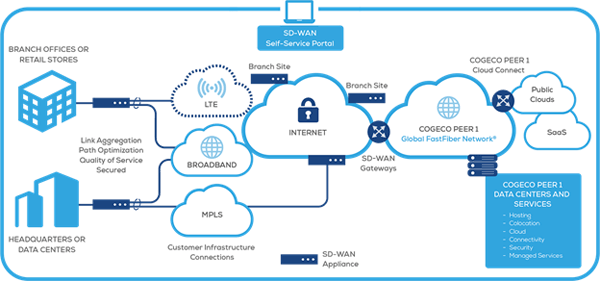 SD-WAN
Self-Service Portal
BRANCH OFFICES OR
RETAIL STORES
LTE
Branch Site
Branch Site
COGECO PEER 1
Cloud Connect
Public
Clouds
SaaS
INTERNET
COGECO PEER 1
Global FastFiber Network®
Link Aggregation
Path Optimization
Quality of Service
Secured
BROADBAND
SD-WAN
Gateways
MPLS
HEADQUARTERS OR
DATA CENTERS
Customer Infrastructure
Connections
SD-WAN
Appliance
COGECO PEER 1
DATA CENTERS AND
SERVICES
- Hosting
- Colocation
- Cloud
- Connectivity
- Security
- Managed Services